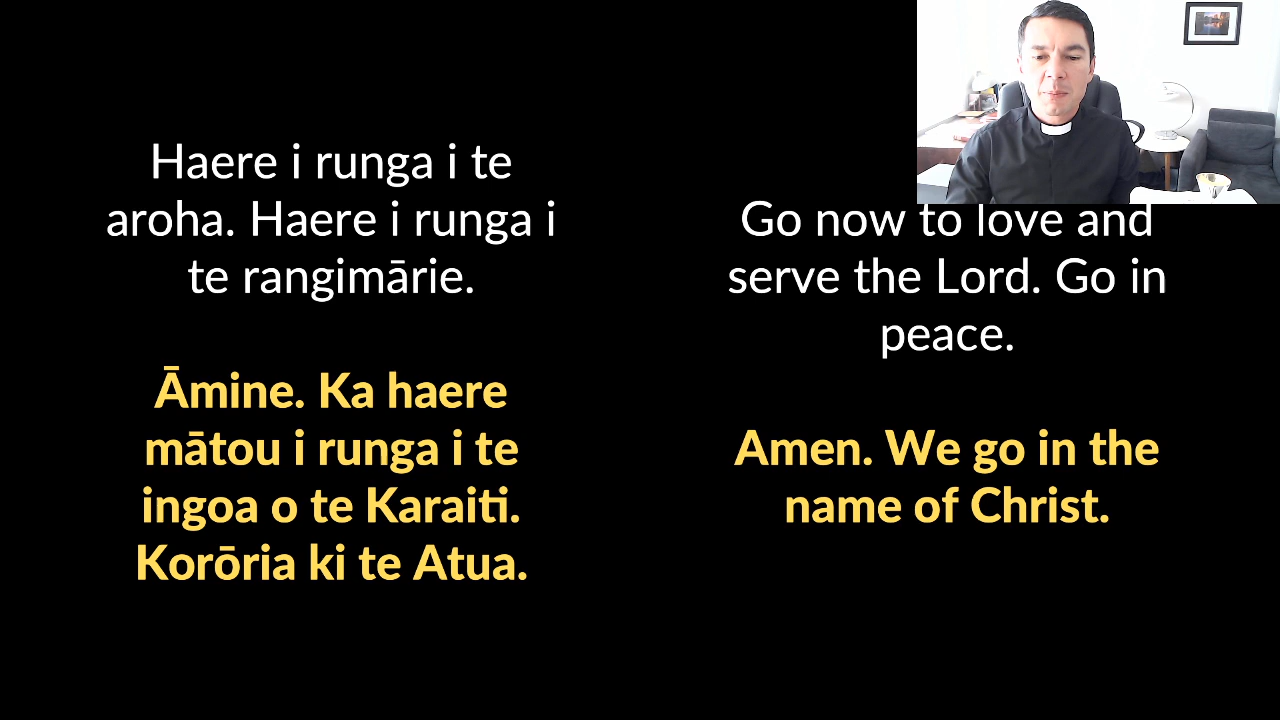 Haere i runga i te
aroha. Haere i runga i
te rangimārie.
Āmine. Ka haere
mātou i runga i te
ingoa o te Karaiti.
Korōria ki te Atua.
Go now to love and
serve the Lord. Go in
peace.
Amen. We go in the
name of Christ.